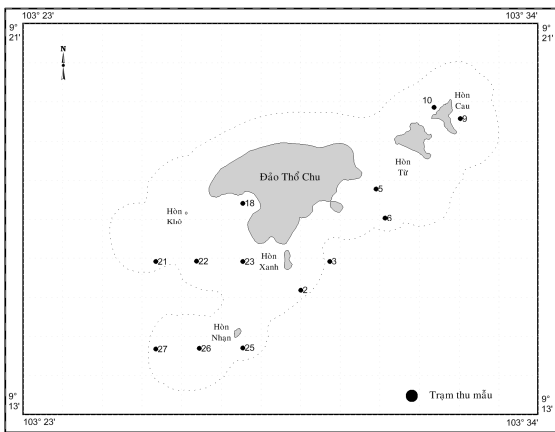 103° 23'
103° 34'
9°
21'
9°
21'
N
Hòn
Cau
10
9
Hòn
Từ
Đảo Thổ Chu
5
18
Hòn
Khô
6
21
22
23
Hòn
Xanh
3
2
Hòn
Nhạn
27
26
25
Trạm thu mẫu
9°
13'
9°
13'
103° 23'
103° 34'